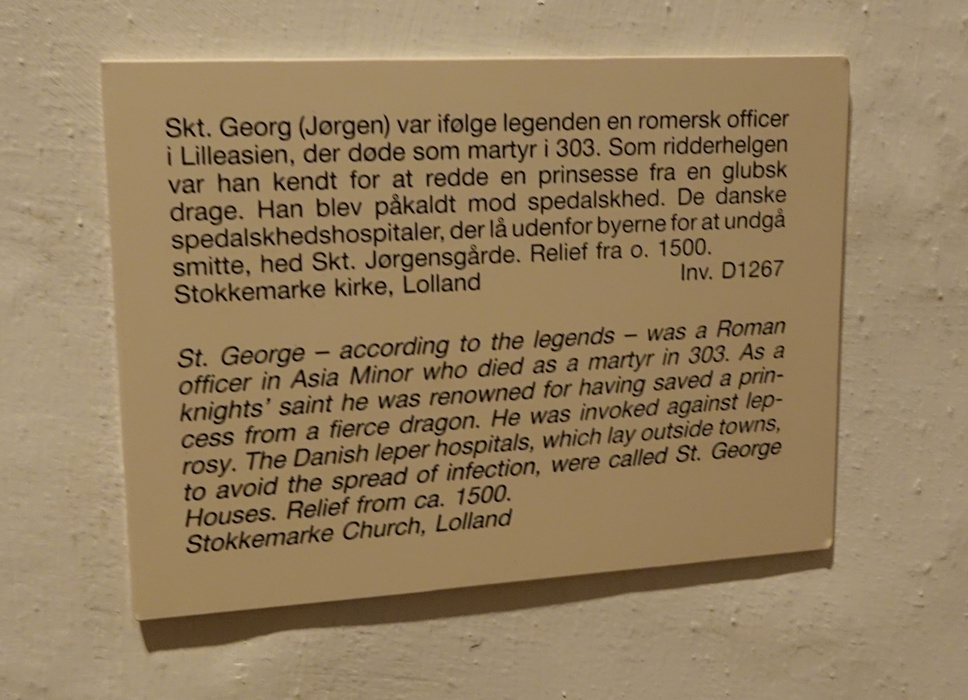 Skt. Georg (Jørgen) var ifølge legenden en romersk officer
i Lilleasien, der døde som martyr i 303. Som ridderhelgen
var han kendt for at redde en prinsesse fra en glubsk
drage. Han blev påkaldt mod spedalskhed. De danske
spedalskhedshospitaler, der lå udenfor byerne for at undgå
smitte, hed Skt. Jørgensgårde. Relief fra o. 1500.
Stokkemarke kirke, Lolland Inv. D1267
St. George – according to the legends – was a Roman
officer in Asia Minor who died as a martyr in 303. As a
knights' saint he was renowned for having saved a prin-
cess from a fierce dragon. He was invoked against lep-
rosy. The Danish leper hospitals, which lay outside towns,
to avoid the spread of infection, were called St. George
Houses. Relief from ca. 1500.
Stokkemarke Church, Lolland